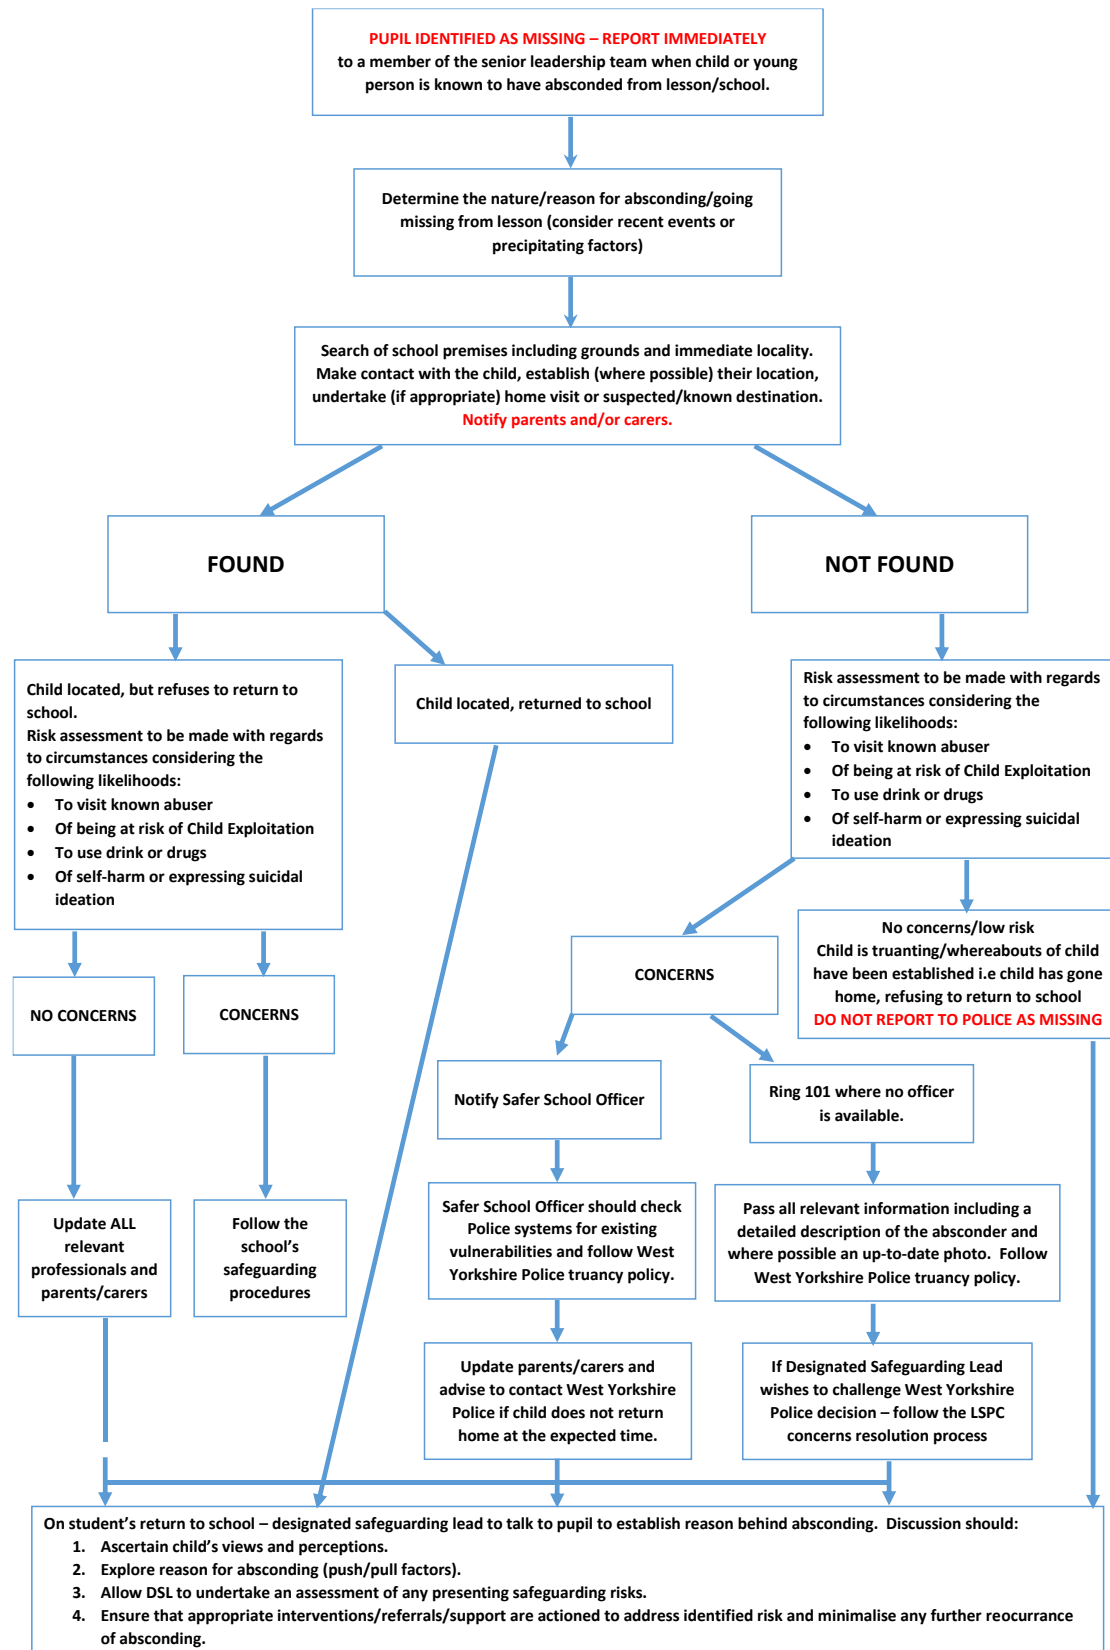 PUPIL IDENTIFIED AS MISSING – REPORT IMMEDIATELY
to a member of the senior leadership team when child or young
person is known to have absconded from lesson/school.
Determine the nature/reason for absconding/going
missing from lesson (consider recent events or
precipitating factors)
Search of school premises including grounds and immediate locality.
Make contact with the child, establish (where possible) their location,
undertake (if appropriate) home visit or suspected/known destination.
Notify parents and/or carers.
FOUND
NOT FOUND
Child located, but refuses to return to
school.
Risk assessment to be made with regards
to circumstances considering the
following likelihoods:
• To visit known abuser
• Of being at risk of Child Exploitation
• To use drink or drugs
• Of self-harm or expressing suicidal
ideation
Child located, returned to school
Risk assessment to be made with regards
to circumstances considering the
following likelihoods:
• To visit known abuser
• Of being at risk of Child Exploitation
• To use drink or drugs
• Of self-harm or expressing suicidal
ideation
NO CONCERNS
CONCERNS
CONCERNS
No concerns/low risk
Child is truanting/whereabouts of child
have been established i.e child has gone
home, refusing to return to school
DO NOT REPORT TO POLICE AS MISSING
Notify Safer School Officer
Ring 101 where no officer
is available.
Update ALL
relevant
professionals and
parents/carers
Follow the
school's
safeguarding
procedures
Safer School Officer should check
Police systems for existing
vulnerabilities and follow West
Yorkshire Police truancy policy.
Pass all relevant information including a
detailed description of the absconder and
where possible an up-to-date photo. Follow
West Yorkshire Police truancy policy.
Update parents/carers and
advise to contact West Yorkshire
Police if child does not return
home at the expected time.
If Designated Safeguarding Lead
wishes to challenge West Yorkshire
Police decision – follow the LSPC
concerns resolution process
On student's return to school – designated safeguarding lead to talk to pupil to establish reason behind absconding. Discussion should:
1. Ascertain child's views and perceptions.
2. Explore reason for absconding (push/pull factors).
3. Allow DSL to undertake an assessment of any presenting safeguarding risks.
4. Ensure that appropriate interventions/referrals/support are actioned to address identified risk and minimalise any further reocurrance
of absconding.